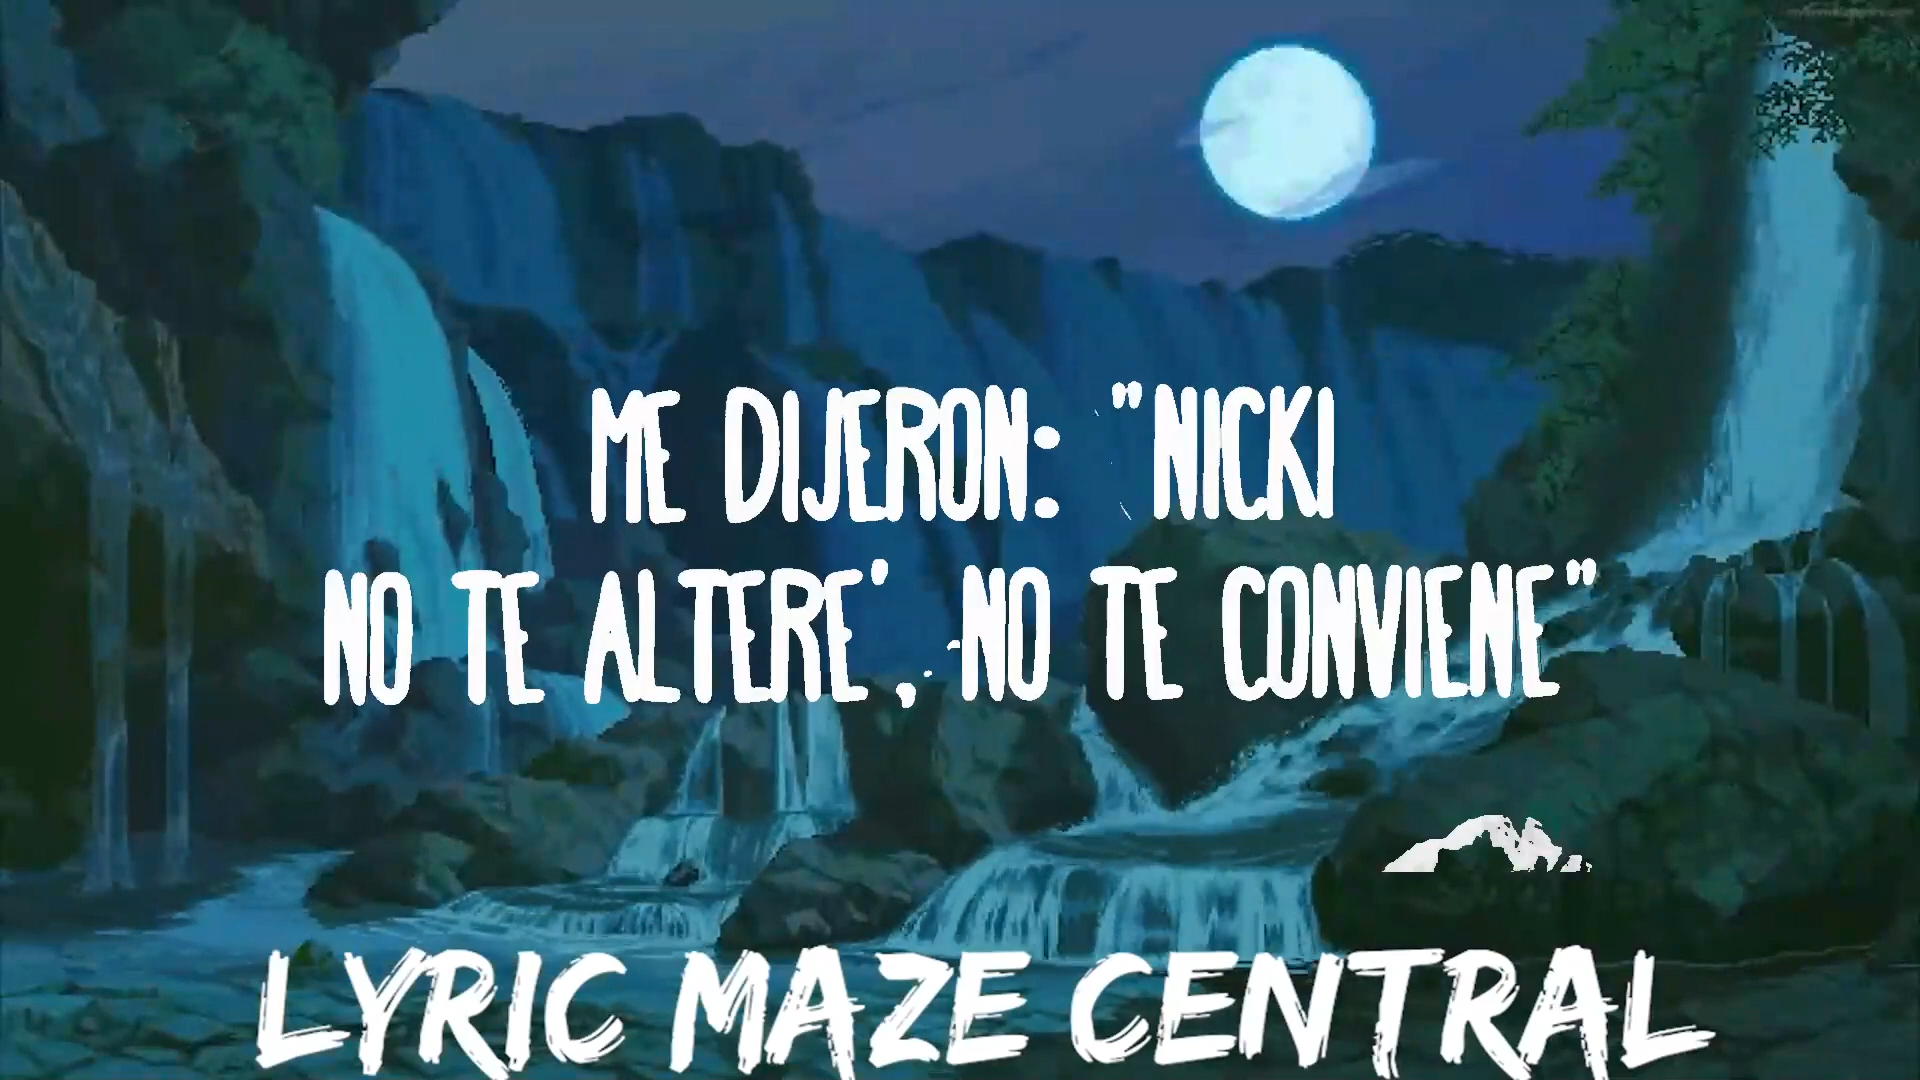 ME DIJERON: "NICKI
NO TE ALTERE', NO TE CONVIENE"
LYRIC MAZE CENTRAL